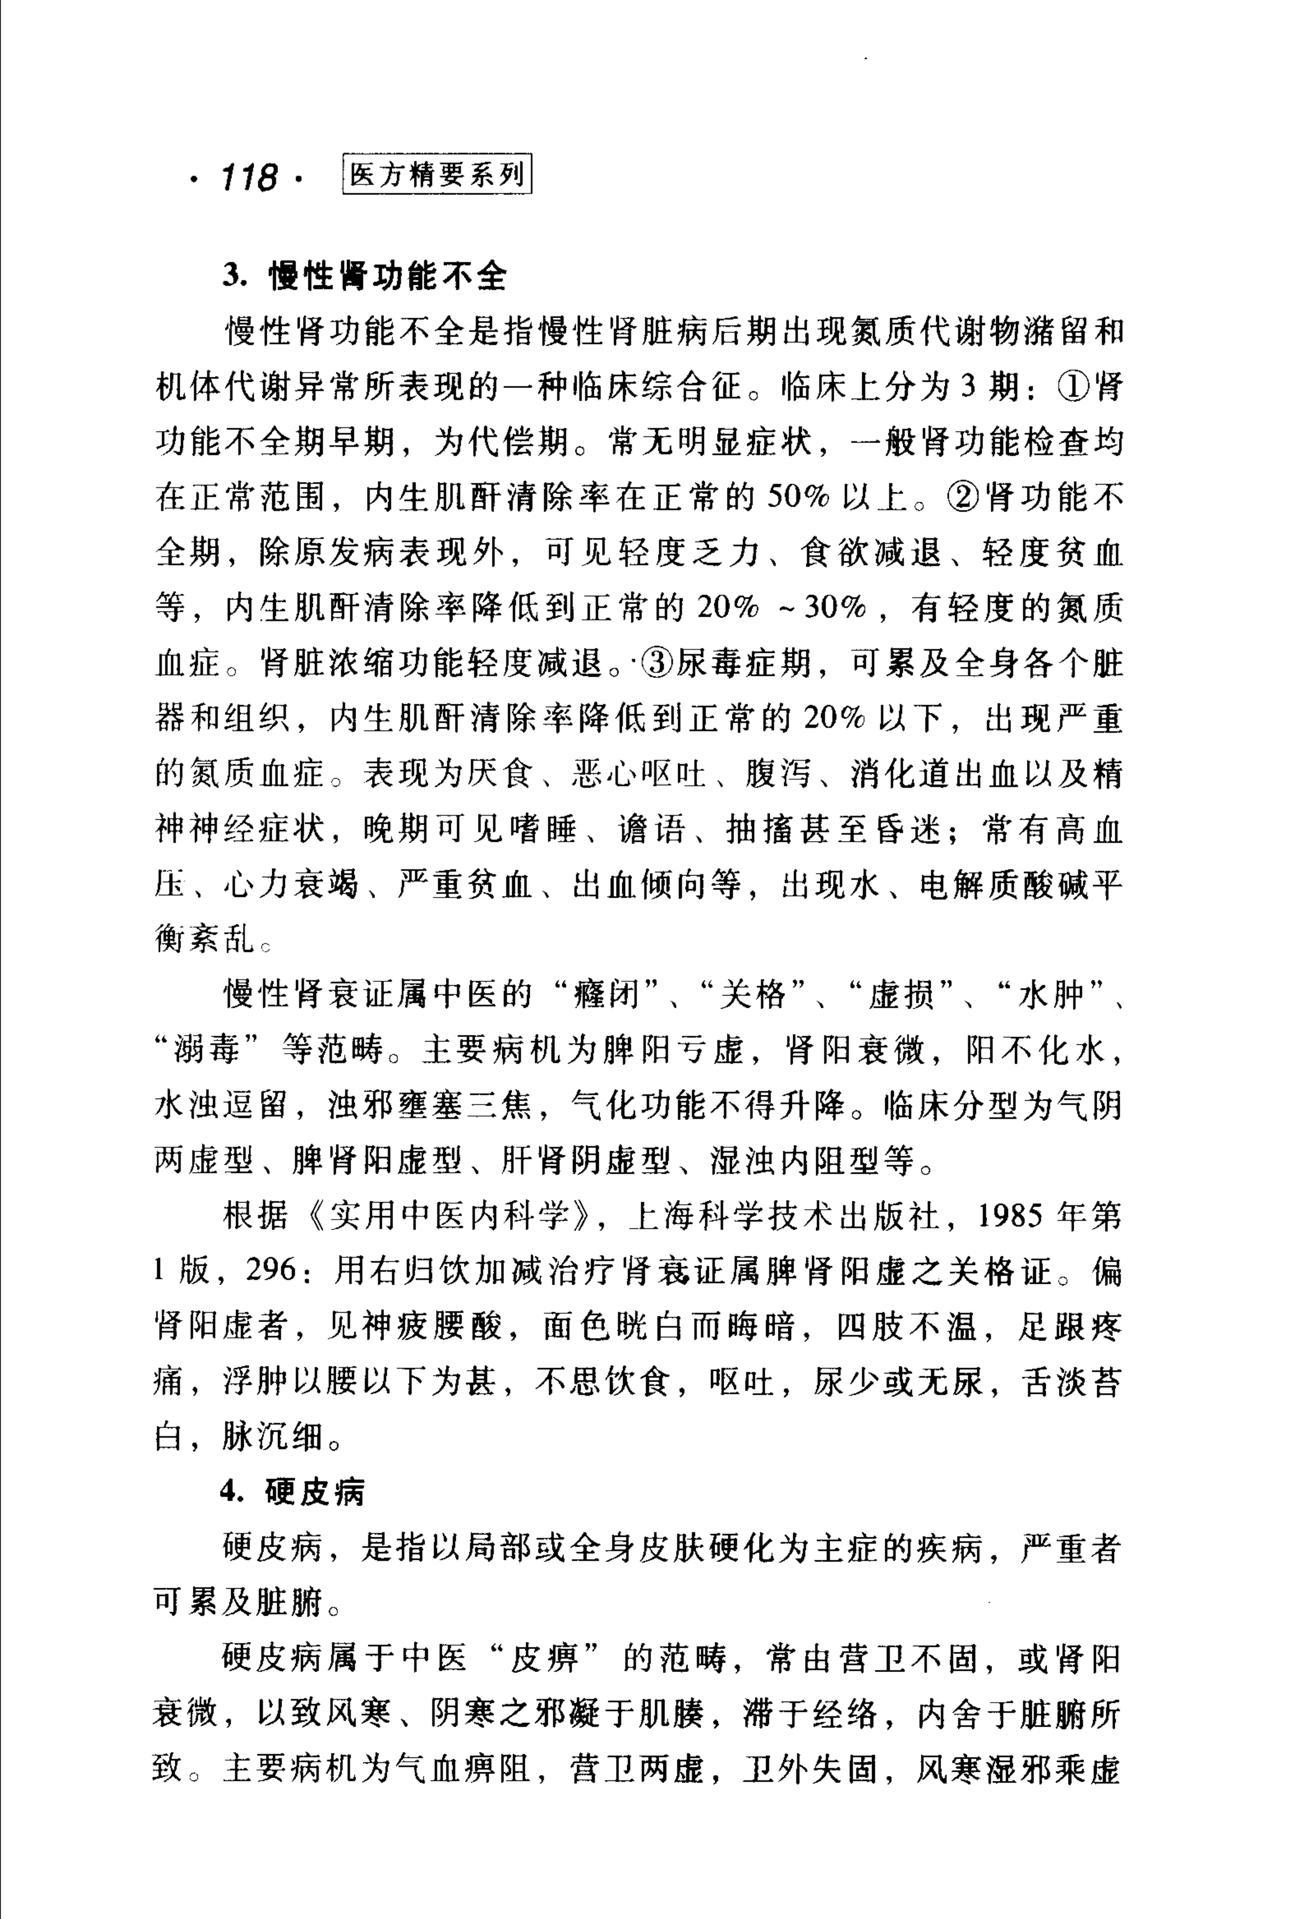 ·118· 医方精要系列
3. 慢性肾功能不全
慢性肾功能不全是指慢性肾脏病后期出现氮质代谢物潴留和
机体代谢异常所表现的一种临床综合征。临床上分为3期：①肾
功能不全期早期，为代偿期。常无明显症状，一般肾功能检查均
在正常范围，内生肌酐清除率在正常的50%以上。②肾功能不
全期，除原发病表现外，可见轻度乏力、食欲减退、轻度贫血
等，内生肌酐清除率降低到正常的20%~30%，有轻度的氮质
血症。肾脏浓缩功能轻度减退。③尿毒症期，可累及全身各个脏
器和组织，内生肌酐清除率降低到正常的20%以下，出现严重
的氮质血症。表现为厌食、恶心呕吐、腹泻、消化道出血以及精
神神经症状，晚期可见嗜睡、谵语、抽搐甚至昏迷；常有高血
压、心力衰竭、严重贫血、出血倾向等，出现水、电解质酸碱平
衡紊乱。
慢性肾衰证属中医的“癃闭”、“关格”、“虚损”、“水肿”、
“溺毒”等范畴。主要病机为脾阳亏虚，肾阳衰微，阳不化水，
水浊逗留，浊邪壅塞三焦，气化功能不得升降。临床分型为气阴
两虚型、脾肾阳虚型、肝肾阴虚型、湿浊内阻型等。
根据《实用中医内科学》，上海科学技术出版社，1985年第
1版，296：用右归饮加减治疗肾衰证属脾肾阳虚之关格证。偏
肾阳虚者，见神疲腰酸，面色㿠白而晦暗，四肢不温，足跟疼
痛，浮肿以腰以下为甚，不思饮食，呕吐，尿少或无尿，舌淡苔
白，脉沉细。
4. 硬皮病
硬皮病，是指以局部或全身皮肤硬化为主症的疾病，严重者
可累及脏腑。
硬皮病属于中医“皮痹”的范畴，常由营卫不固，或肾阳
衰微，以致风寒、阴寒之邪凝于肌腠，滞于经络，内舍于脏腑所
致。主要病机为气血痹阻，营卫两虚，卫外失固，风寒湿邪乘虚